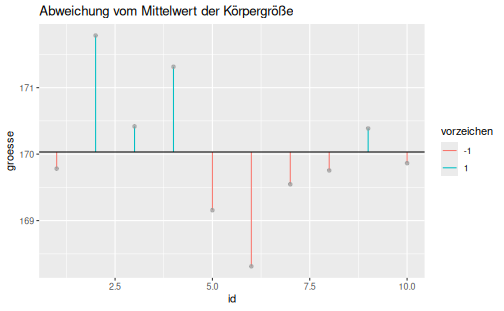 Abweichung vom Mittelwert der Körpergröße
groesse
171
170
169
2.5
5.0
7.5
10.0
id
vorzeichen
-1
1